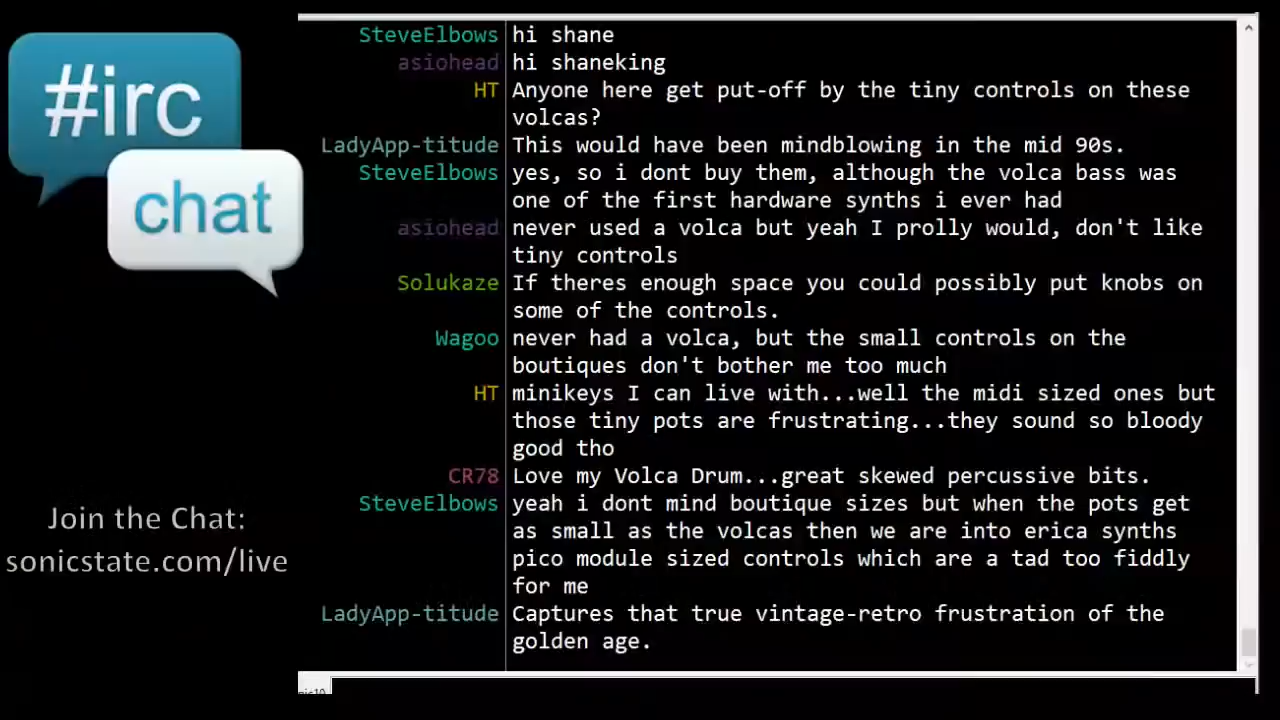 #irc
chat
Join the Chat:
sonicstate.com/live
SteveElbows hi shane
asiohead hi shaneking
HT Anyone here get put-off by the tiny controls on these
volcas?
LadyApp-titude This would have been mindblowing in the mid 90s.
SteveElbows yes, so i dont buy them, although the volca bass was
one of the first hardware synths i ever had
asiohead never used a volca but yeah I prolly would, don't like
tiny controls
Solukaze If theres enough space you could possibly put knobs on
some of the controls.
Wagoo never had a volca, but the small controls on the
boutiques don't bother me too much
HT minikeys I can live with...well the midi sized ones but
those tiny pots are frustrating...they sound so bloody
good tho
CR78 Love my Volca Drum...great skewed percussive bits.
SteveElbows yeah i dont mind boutique sizes but when the pots get
as small as the volcas then we are into erica synths
pico module sized controls which are a tad too fiddly
for me
LadyApp-titude Captures that true vintage-retro frustration of the
golden age.